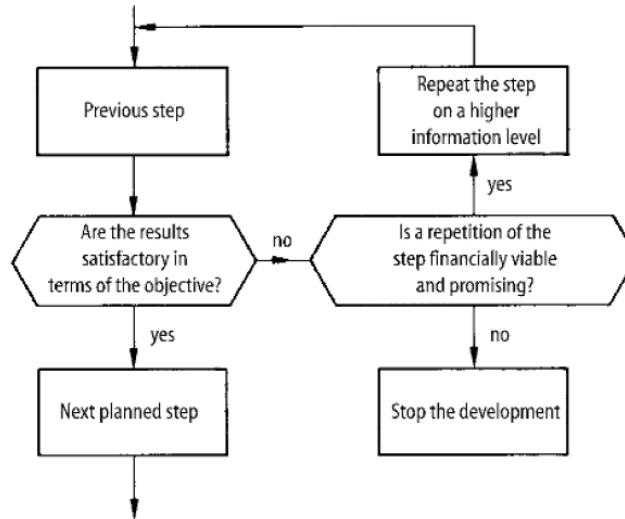 Previous step
Repeat the step
on a higher
information level
yes
Are the results
satisfactory in
terms of the objective?
no
Is a repetition of the
step financially viable
and promising?
yes
no
Next planned step
Stop the development